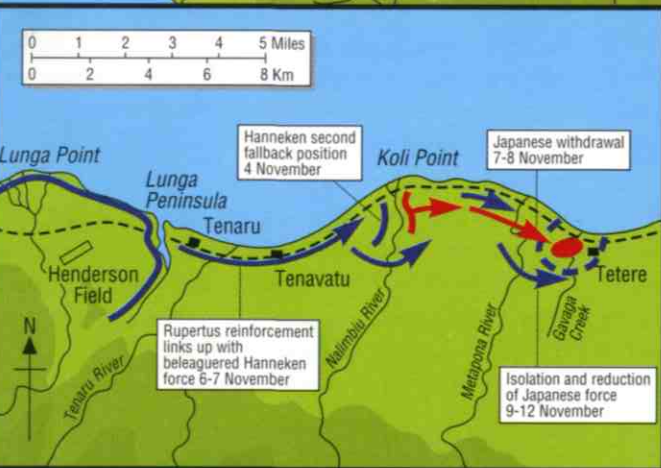 0 1 2 3 4 5 Miles
0 2 4 6 8 Km
Hanneken second
fallback position
4 November
Koli Point
Japanese withdrawal
7-8 November
Lunga Point
Lunga
Peninsula
Tenaru
Henderson
Field
Tenavatu
Tetere
N
Rupertus reinforcement
links up with
beleaguered Hanneken
force 6-7 November
Tenaru River
Nalimbiu River
Metapona River
Gavaga
Creek
Isolation and reduction
of Japanese force
9-12 November